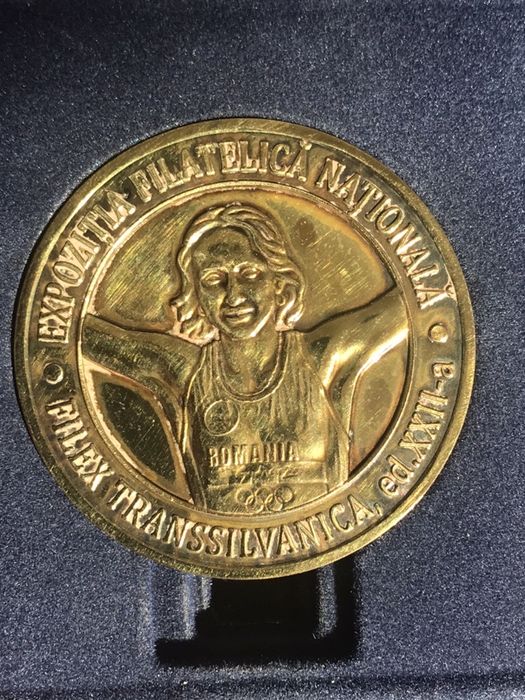 EXPOZIȚIA FILATELICĂ NAȚIONALĂ
FILEX TRANSSILVANICA, ed.XXII-a
ROMANIA